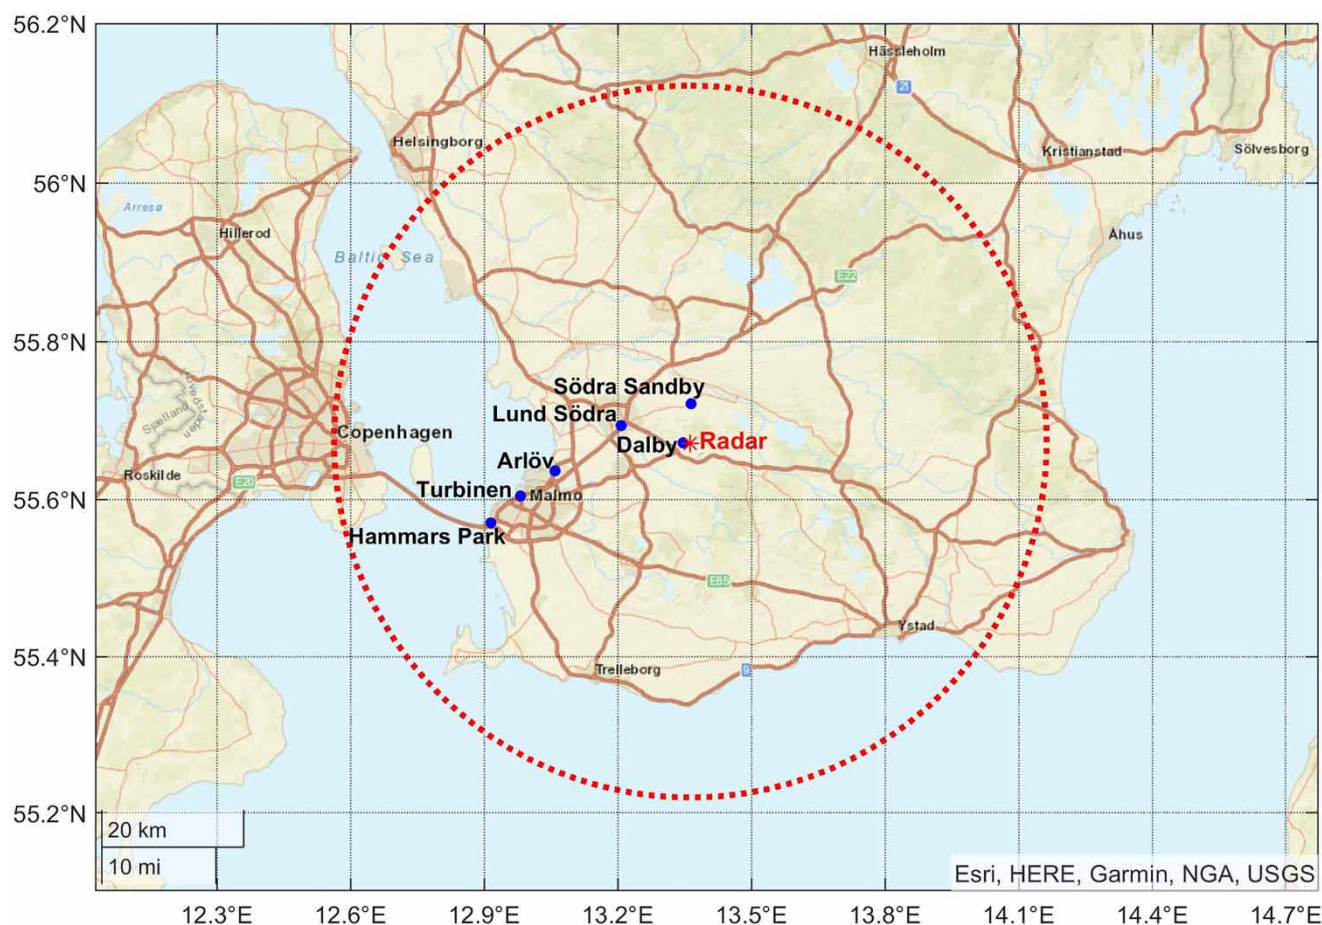 56.2°N
Hässleholm
21
Helsingborg
Kristianstad
Sölvesborg
56°N
Arresø
Hillerod
Åhus
Baltic Sea
E22
55.8°N
Södra Sandby
Hovedst
aden
Sjælland
Lund Södra
Copenhagen
Dalby
Radar
Arlöv
Roskilde
E20
Turbinen
Malmo
55.6°N
Hammars Park
E65
Ystad
55.4°N
Trelleborg
9
55.2°N
20 km
10 mi
Esri, HERE, Garmin, NGA, USGS
12.3°E 12.6°E 12.9°E 13.2°E 13.5°E 13.8°E 14.1°E 14.4°E 14.7°E